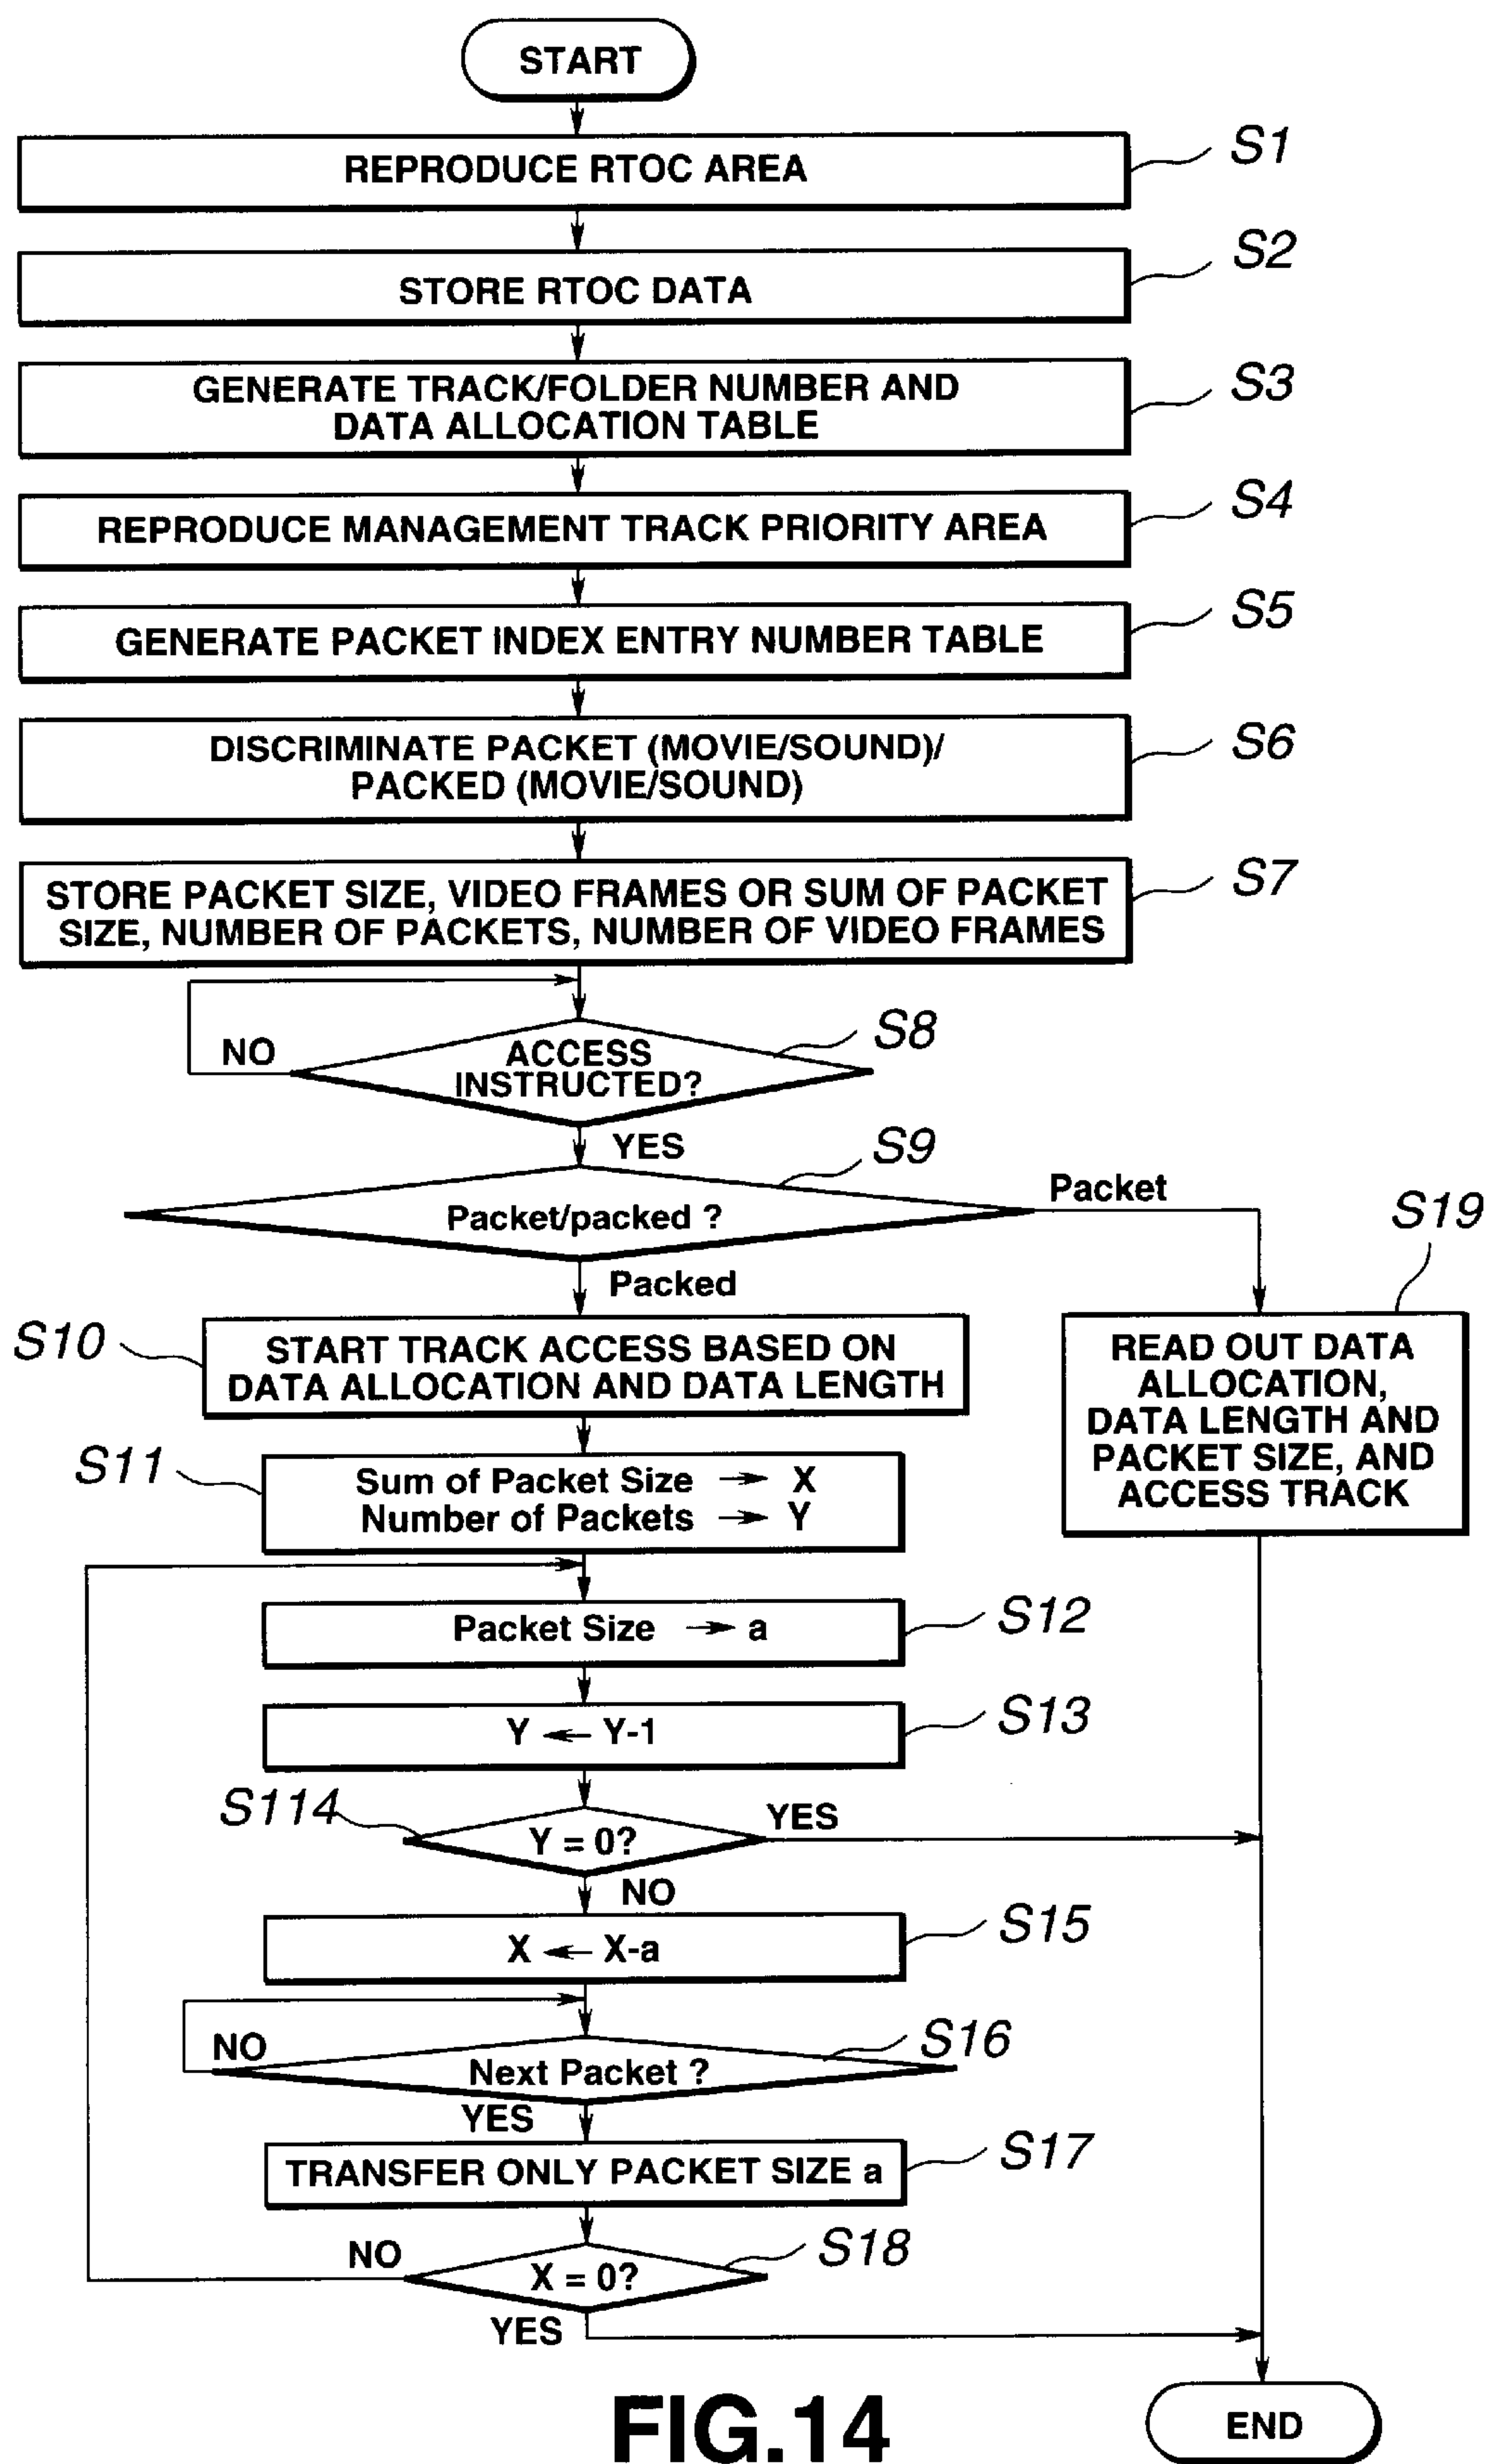 START
REPRODUCE RTOC AREA
S1
STORE RTOC DATA
S2
GENERATE TRACK/FOLDER NUMBER AND
DATA ALLOCATION TABLE
S3
REPRODUCE MANAGEMENT TRACK PRIORITY AREA
S4
GENERATE PACKET INDEX ENTRY NUMBER TABLE
S5
DISCRIMINATE PACKET (MOVIE/SOUND)/
PACKED (MOVIE/SOUND)
S6
STORE PACKET SIZE, VIDEO FRAMES OR SUM OF PACKET
SIZE, NUMBER OF PACKETS, NUMBER OF VIDEO FRAMES
S7
NO
ACCESS
INSTRUCTED?
S8
YES
S9
Packet/packed ?
Packet
Packed
S19
READ OUT DATA
ALLOCATION,
DATA LENGTH AND
PACKET SIZE, AND
ACCESS TRACK
S10
START TRACK ACCESS BASED ON
DATA ALLOCATION AND DATA LENGTH
S11
Sum of Packet Size → X
Number of Packets → Y
Packet Size → a
S12
Y ← Y-1
S13
S114
Y = 0?
YES
NO
X ← X-a
S15
NO
Next Packet ?
S16
YES
TRANSFER ONLY PACKET SIZE a
S17
NO
X = 0?
S18
YES
END
FIG.14